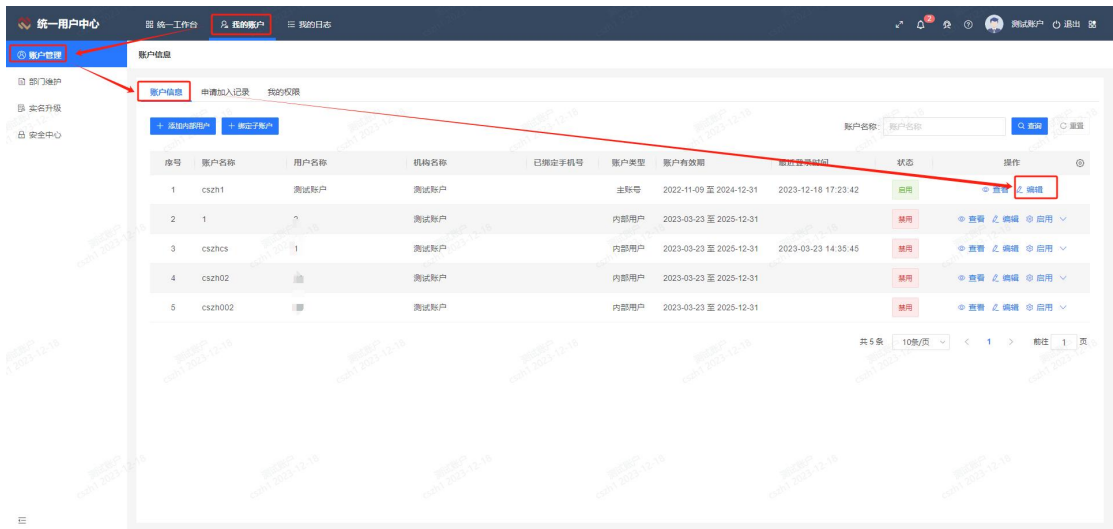 统一用户中心 统一工作台 我的账户 我的日志 2 测试账户 退出
账户管理 账户信息
部门维护
实名升级
安全中心
账户信息 申请加入记录 我的权限
+ 添加内部用户 + 绑定子账户 账户名称: 账户名称 查询 重置
序号 账户名称 用户名称 机构名称 已绑定手机号 账户类型 账户有效期 最近登录时间 状态 操作
1 cszh1 测试账户 测试账户 主账号 2022-11-09 至 2024-12-31 2023-12-18 17:23:42 启用 查看 编辑
2 1 测试账户 内部用户 2023-03-23 至 2025-12-31 禁用 查看 编辑 启用
3 cszhcs 1 测试账户 内部用户 2023-03-23 至 2025-12-31 2023-03-23 14:35:45 禁用 查看 编辑 启用
4 cszh02 测试账户 内部用户 2023-03-23 至 2025-12-31 禁用 查看 编辑 启用
5 cszh002 测试账户 内部用户 2023-03-23 至 2025-12-31 禁用 查看 编辑 启用
共 5 条 10条/页 1 前往 1 页